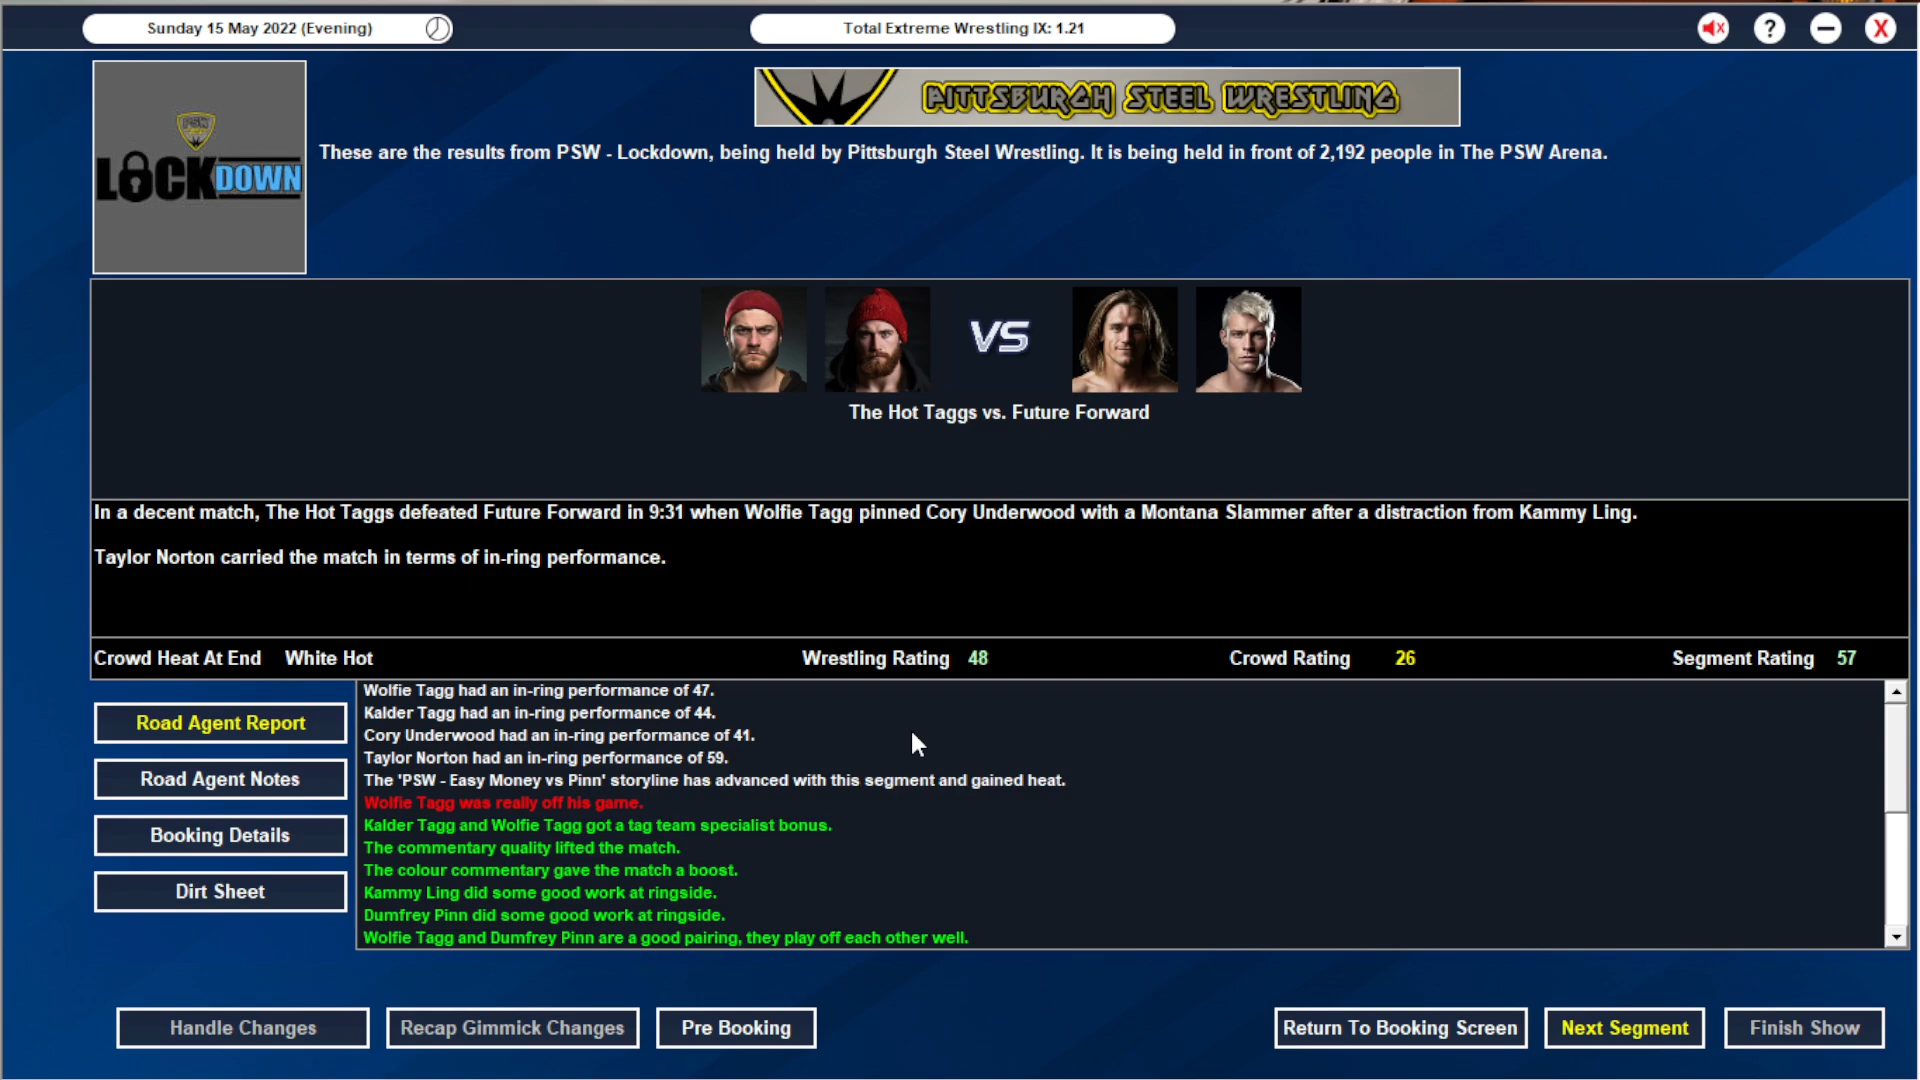 Sunday 15 May 2022 (Evening)
Total Extreme Wrestling IX: 1.21
?
X
PSW
LOCKDOWN
PITTSBURGH STEEL WRESTLING
These are the results from PSW - Lockdown, being held by Pittsburgh Steel Wrestling. It is being held in front of 2,192 people in The PSW Arena.
VS
The Hot Taggs vs. Future Forward
In a decent match, The Hot Taggs defeated Future Forward in 9:31 when Wolfie Tagg pinned Cory Underwood with a Montana Slammer after a distraction from Kammy Ling.
Taylor Norton carried the match in terms of in-ring performance.
Crowd Heat At End White Hot Wrestling Rating 48 Crowd Rating 26 Segment Rating 57
Road Agent Report
Road Agent Notes
Booking Details
Dirt Sheet
Wolfie Tagg had an in-ring performance of 47.
Kalder Tagg had an in-ring performance of 44.
Cory Underwood had an in-ring performance of 41.
Taylor Norton had an in-ring performance of 59.
The 'PSW - Easy Money vs Pinn' storyline has advanced with this segment and gained heat.
Wolfie Tagg was really off his game.
Kalder Tagg and Wolfie Tagg got a tag team specialist bonus.
The commentary quality lifted the match.
The colour commentary gave the match a boost.
Kammy Ling did some good work at ringside.
Dumfrey Pinn did some good work at ringside.
Wolfie Tagg and Dumfrey Pinn are a good pairing, they play off each other well.
Handle Changes
Recap Gimmick Changes
Pre Booking
Return To Booking Screen
Next Segment
Finish Show